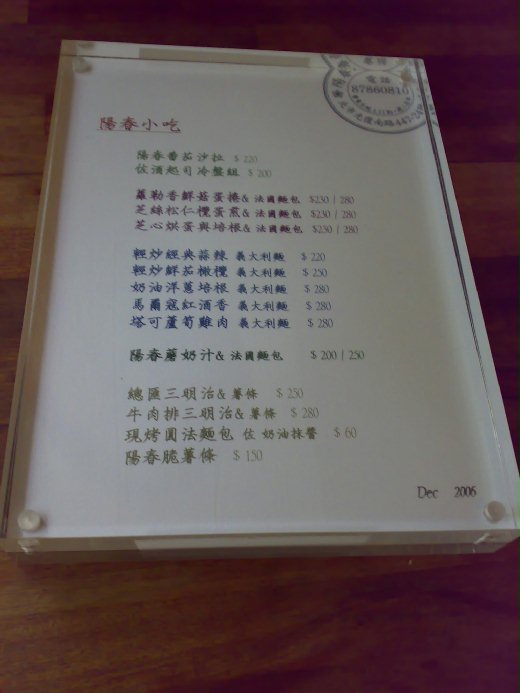 電話
87860810
陽春小吃
陽春番茄沙拉 $ 220
佐酒起司冷盤組 $ 200
蘿勒香鮮菇蛋捲& 法國麵包 $230 / 280
芝絲松仁欖蛋煎& 法國麵包 $230 / 280
芝心烘蛋與培根& 法國麵包 $230 / 280
輕炒經典蒜辣 義大利麵 $ 220
輕炒鮮茄橄欖 義大利麵 $ 250
奶油洋蔥培根 義大利麵 $ 280
馬爾寇紅酒香 義大利麵 $ 280
塔可蘆筍雞肉 義大利麵 $ 280
陽春蘑奶汁& 法國麵包 $ 200 / 250
總匯三明治& 薯條 $ 250
牛肉排三明治& 薯條 $ 280
現烤圓法麵包 佐 奶油抹醬 $ 60
陽春脆薯條 $ 150
Dec 2006